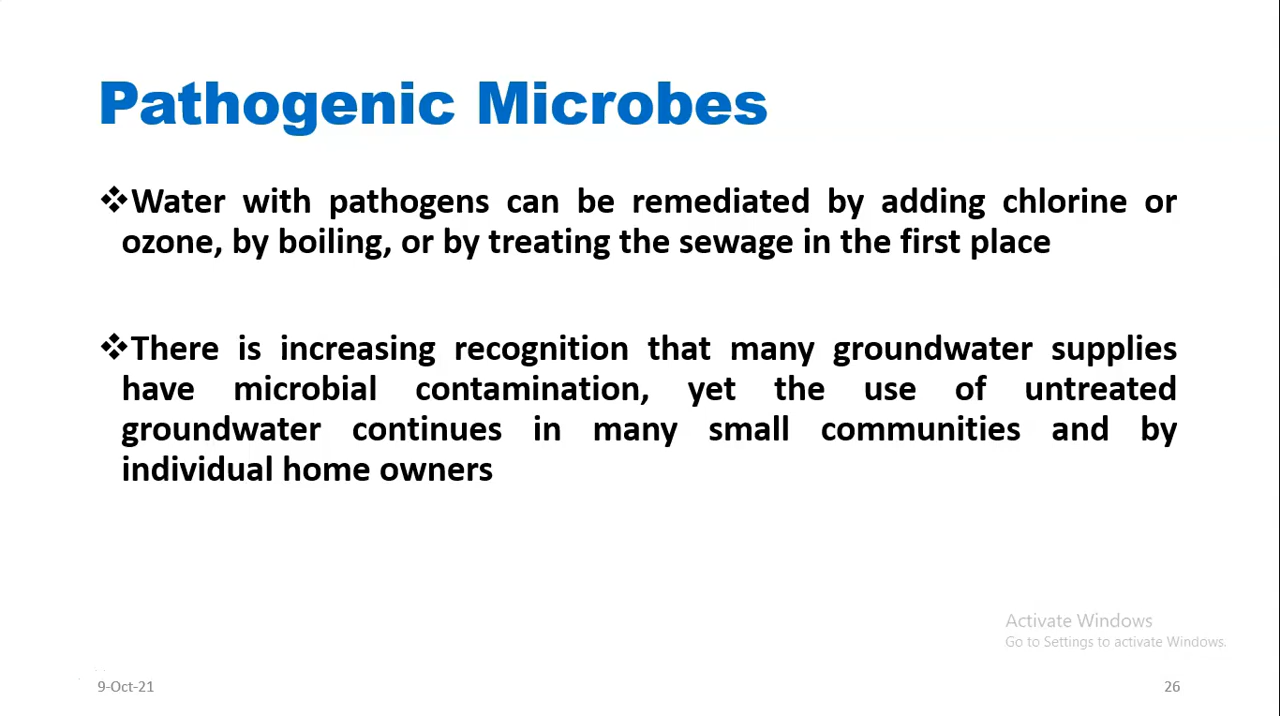 Pathogenic Microbes
❖Water with pathogens can be remediated by adding chlorine or
ozone, by boiling, or by treating the sewage in the first place
❖There is increasing recognition that many groundwater supplies
have microbial contamination, yet the use of untreated
groundwater continues in many small communities and by
individual home owners
Activate Windows
Go to Settings to activate Windows.
9-Oct-21
26